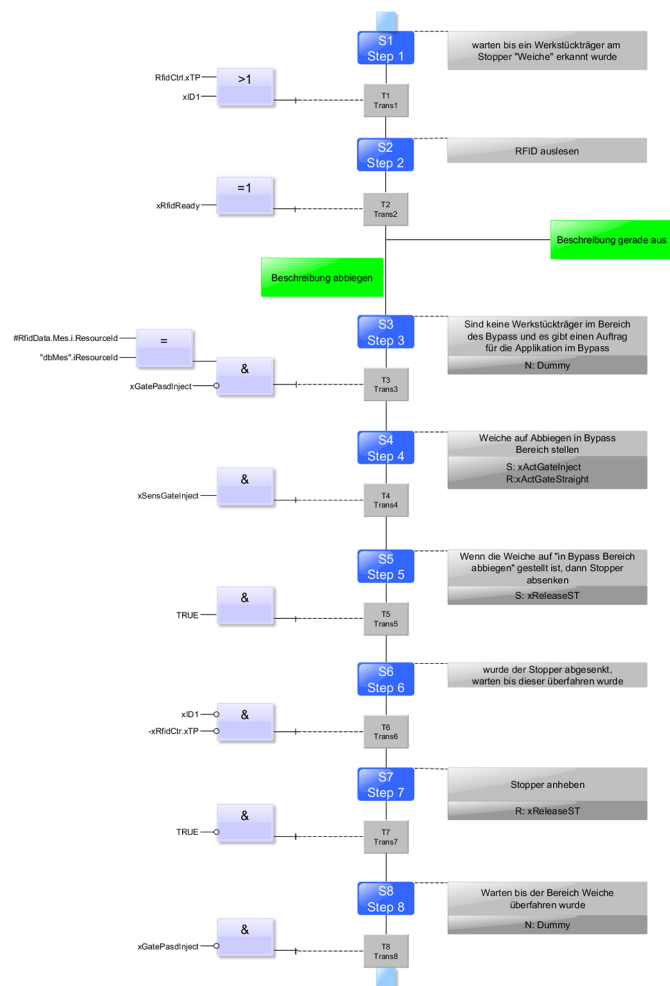 S1
Step 1
warten bis ein Werkstückträger am
Stopper "Weiche" erkannt wurde
RfidCtrl.xTP
>1
xID1
T1
Trans1
S2
Step 2
RFID auslesen
=1
xRfidReady
T2
Trans2
Beschreibung gerade aus
Beschreibung abbiegen
S3
Step 3
Sind keine Werkstückträger im Bereich
des Bypass und es gibt einen Auftrag
für die Applikation im Bypass
N: Dummy
#RfidData.Mes.i.ResourceId
=
"dbMes".iResourceId
&
xGatePasdInject
T3
Trans3
S4
Step 4
Weiche auf Abbiegen in Bypass
Bereich stellen
S: xActGateInject
R:xActGateStraight
&
xSensGateInject
T4
Trans4
S5
Step 5
Wenn die Weiche auf "in Bypass Bereich
abbiegen" gestellt ist, dann Stopper
absenken
S: xReleaseST
&
TRUE
T5
Trans5
S6
Step 6
wurde der Stopper abgesenkt,
warten bis dieser überfahren wurde
xID1
&
-xRfidCtr.xTP
T6
Trans6
S7
Step 7
Stopper anheben
R: xReleaseST
&
TRUE
T7
Trans7
S8
Step 8
Warten bis der Bereich Weiche
überfahren wurde
N: Dummy
&
xGatePasdInject
T8
Trans8